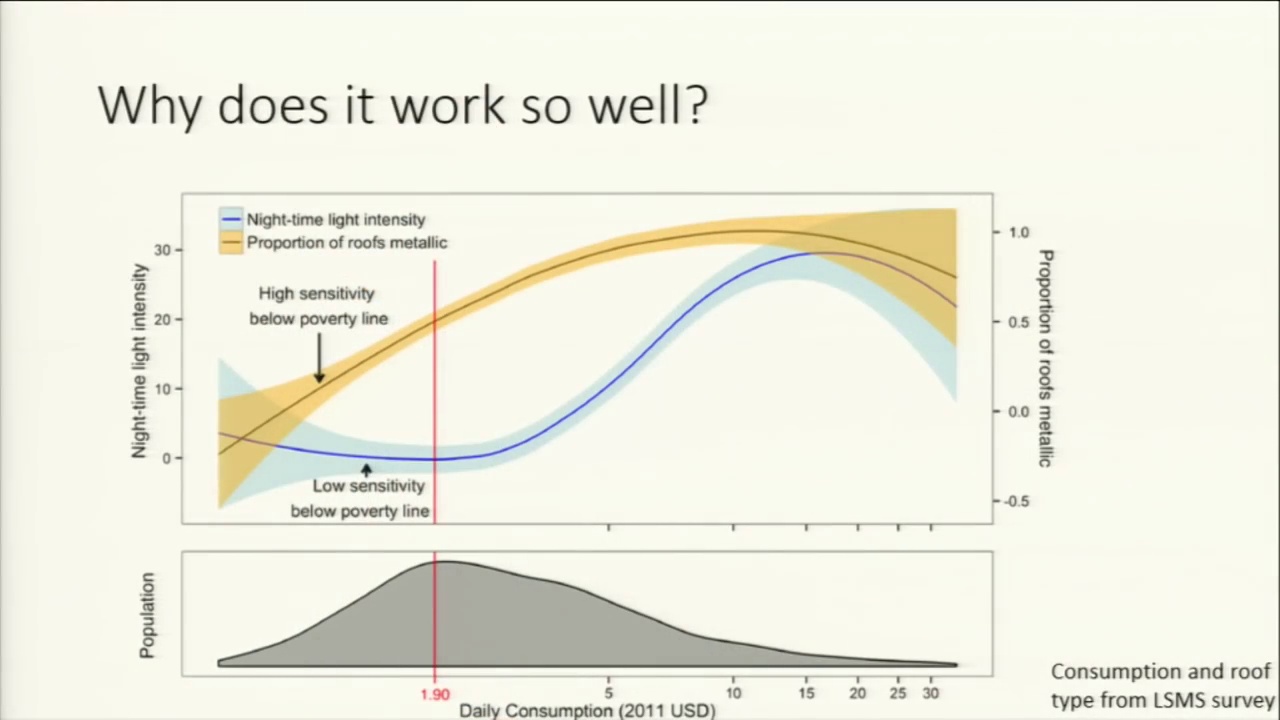 Why does it work so well?
Night-time light intensity
Proportion of roofs metallic
High sensitivity
below poverty line
Low sensitivity
below poverty line
Night-time light intensity
30
20
10
0
Proportion of roofs metallic
1.0
0.5
0.0
-0.5
Population
1.90
5
10
15
20
25
30
Daily Consumption (2011 USD)
Consumption and roof
type from LSMS survey